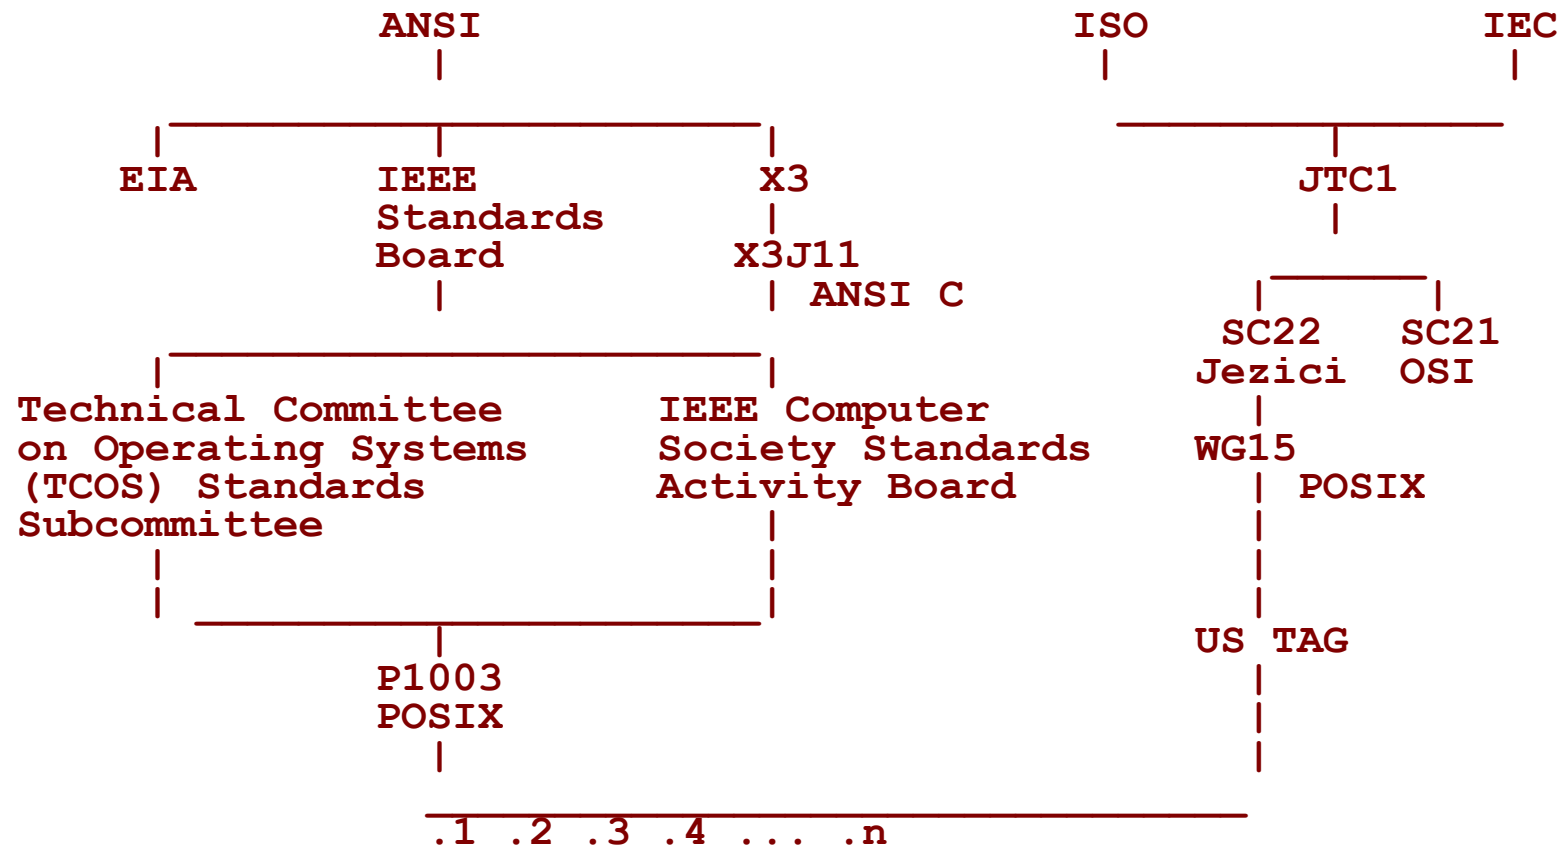 ANSI ISO IEC
EIA IEEE X3 JTC1
Standards
Board X3J11
ANSI C
SC22 SC21
Jezici OSI
Technical Committee IEEE Computer
on Operating Systems Society Standards WG15
(TCOS) Standards Activity Board POSIX
Subcommittee
US TAG
P1003
POSIX
.1 .2 .3 .4 ... .n